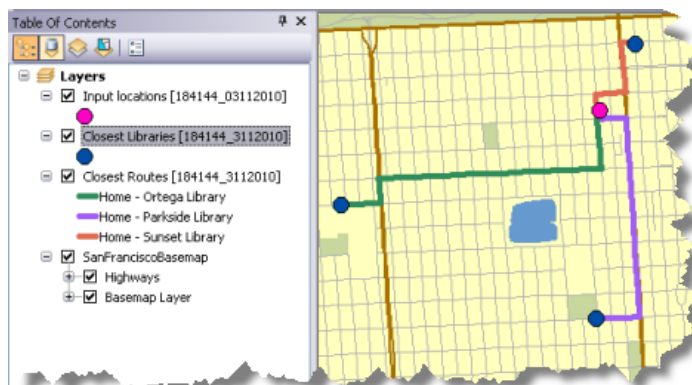 Table Of Contents
Layers
Input locations [184144_03112010]
Closest Libraries [184144_3112010]
Closest Routes [184144_3112010]
Home - Ortega Library
Home - Parkside Library
Home - Sunset Library
SanFranciscoBasemap
Highways
Basemap Layer